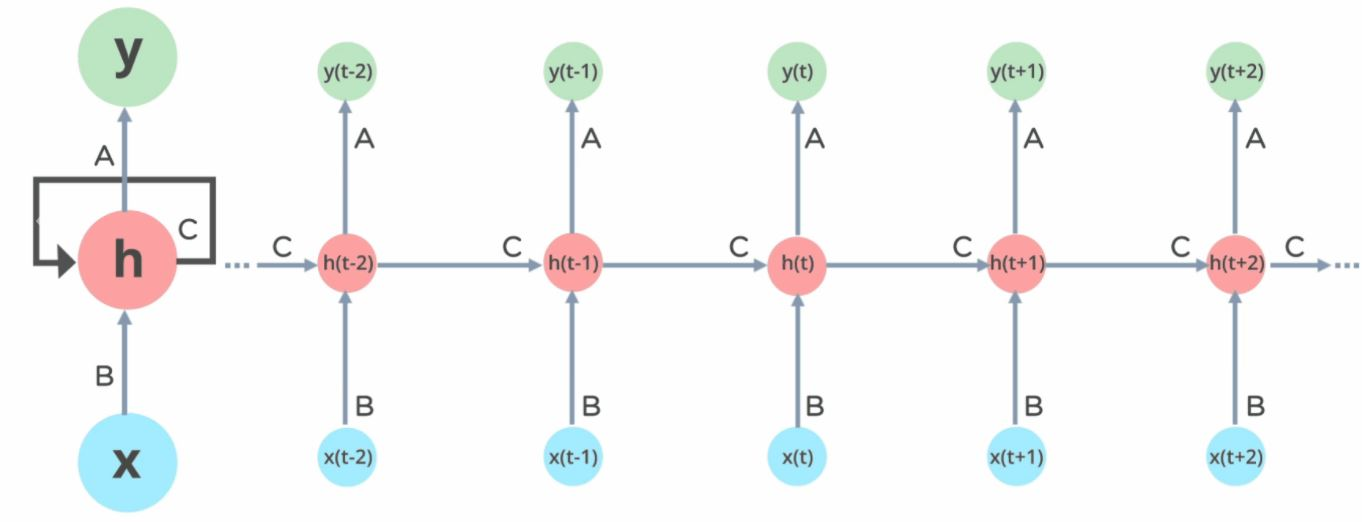 y
y(t-2) y(t-1) y(t) y(t+1) y(t+2)
A A A A A A
C
C C C C C C
h
h(t-2) h(t-1) h(t) h(t+1) h(t+2)
B
B B B B B
x
x(t-2) x(t-1) x(t) x(t+1) x(t+2)